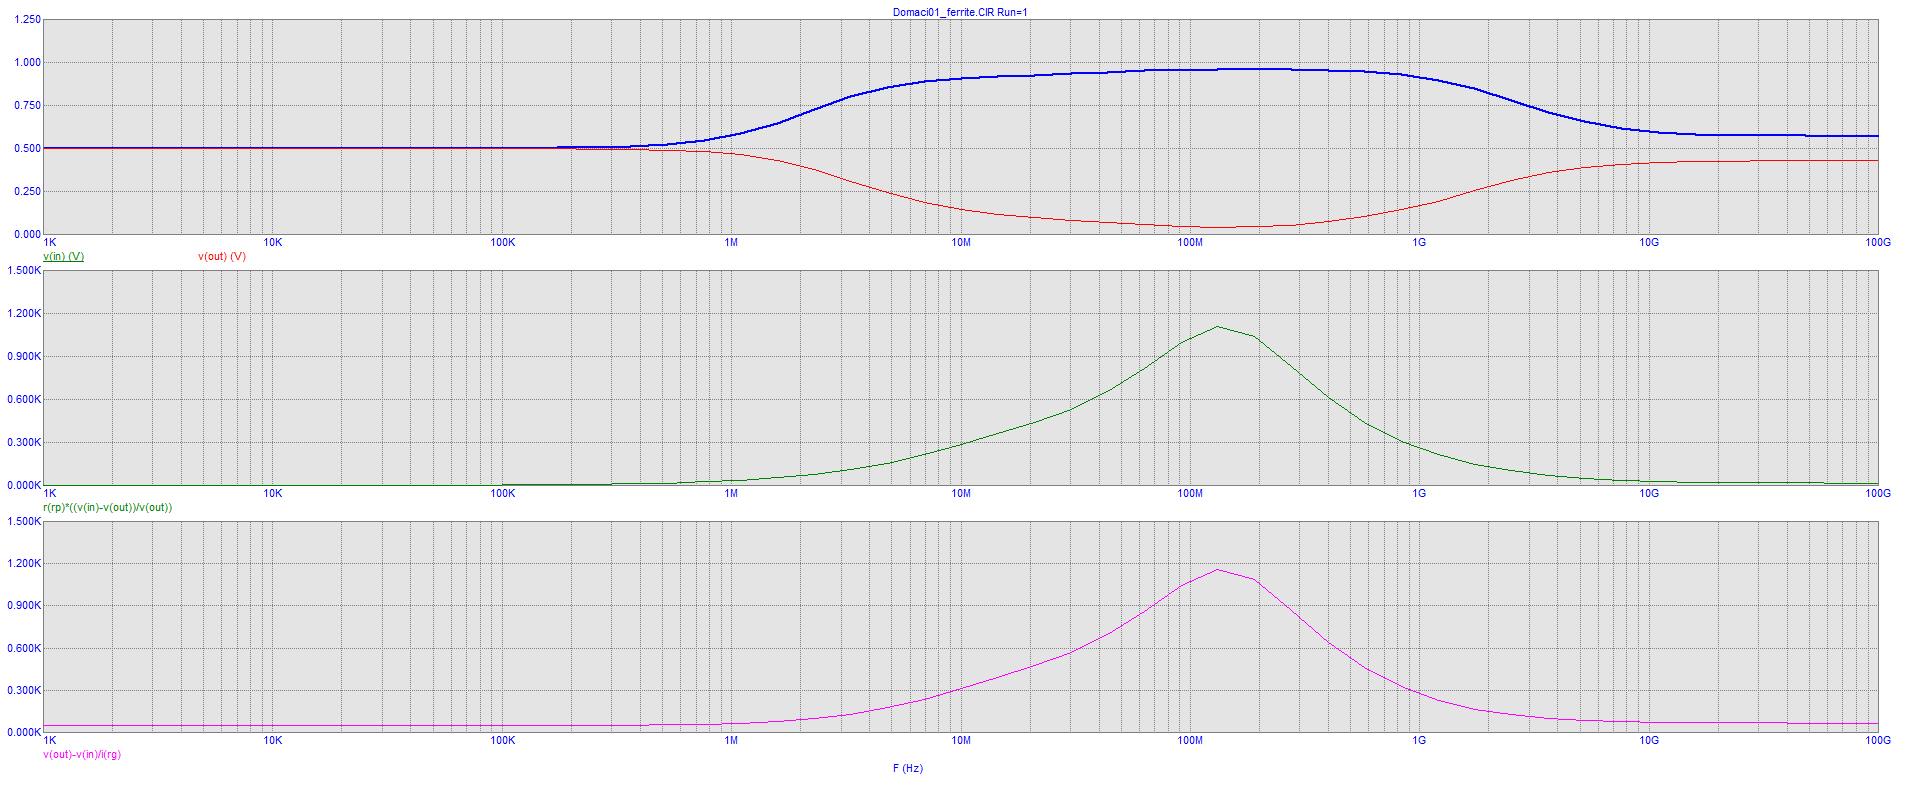 Domaci01_ferrite.CIR Run=1
1.250
1.000
0.750
0.500
0.250
0.000
1K 10K 100K 1M 10M 100M 1G 10G 100G
v(in) (V) v(out) (V)
1.500K
1.200K
0.900K
0.600K
0.300K
0.000K
1K 10K 100K 1M 10M 100M 1G 10G 100G
r(rp)*((v(in)-v(out))/v(out))
1.500K
1.200K
0.900K
0.600K
0.300K
0.000K
1K 10K 100K 1M 10M 100M 1G 10G 100G
v(out)-v(in)/i(rg)
F (Hz)